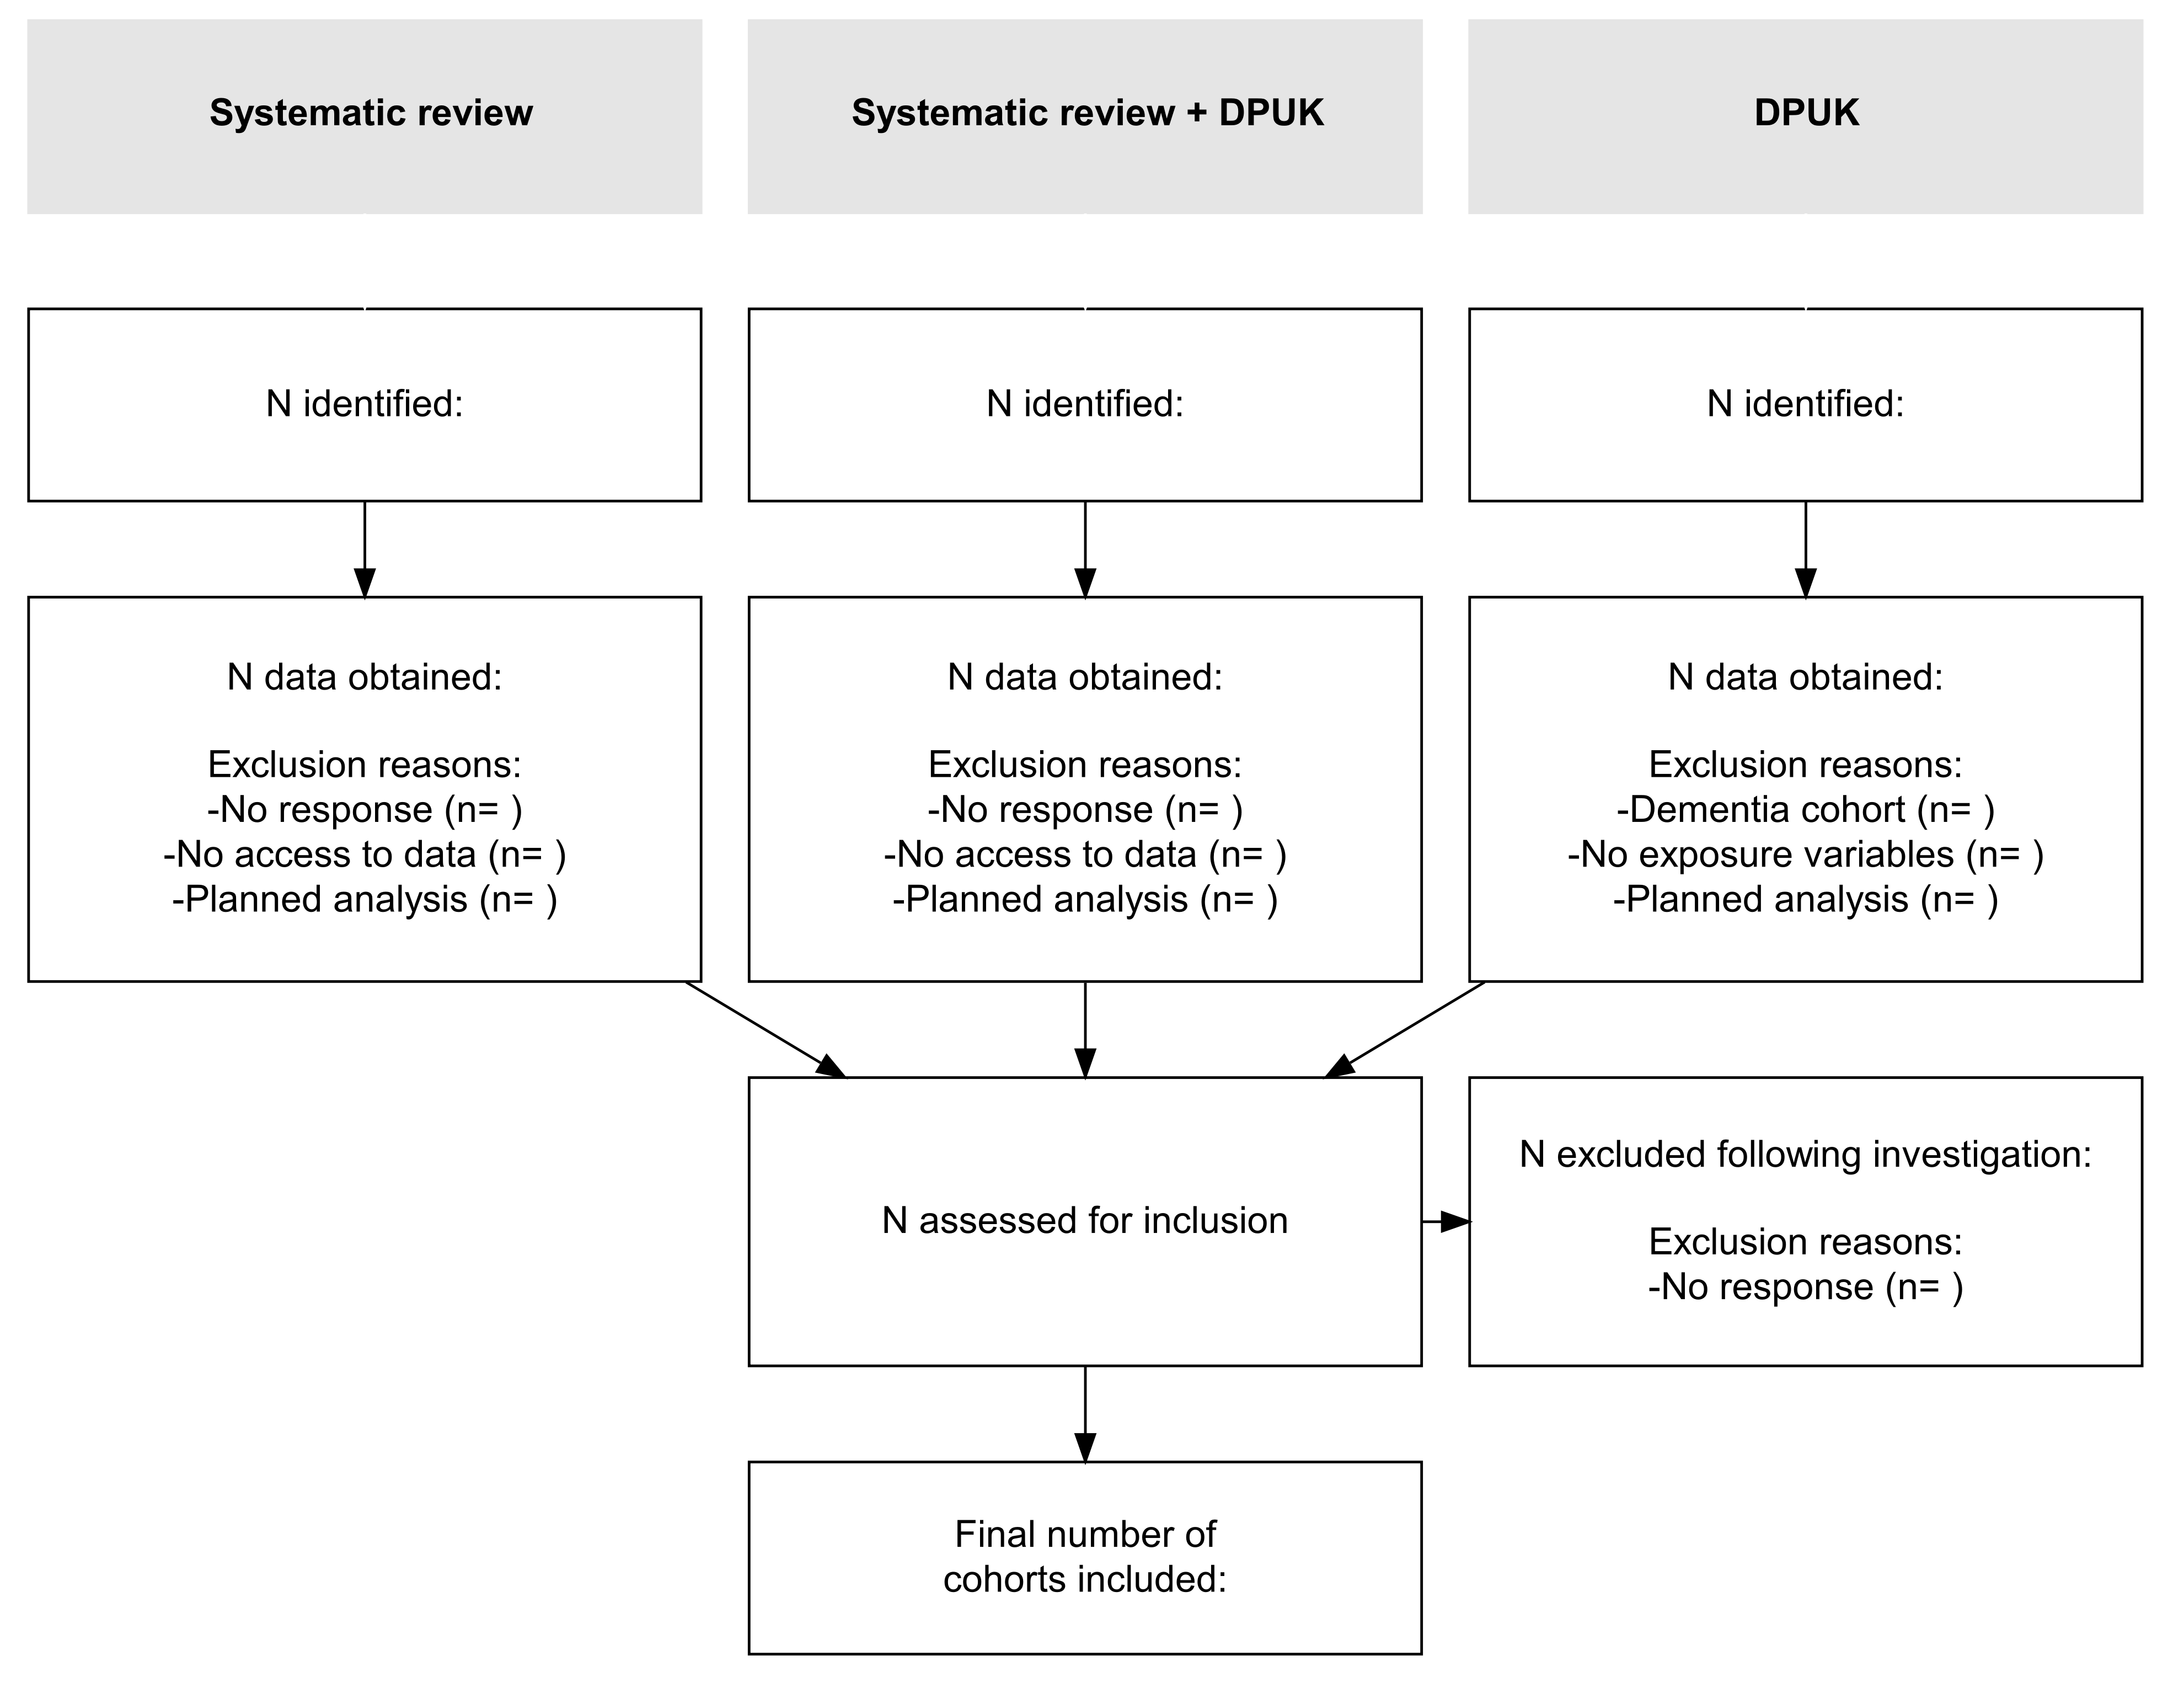 Systematic review
Systematic review + DPUK
DPUK
N identified:
N identified:
N identified:
N data obtained:
Exclusion reasons:
-No response (n= )
-No access to data (n= )
-Planned analysis (n= )
N data obtained:
Exclusion reasons:
-No response (n= )
-No access to data (n= )
-Planned analysis (n= )
N data obtained:
Exclusion reasons:
-Dementia cohort (n= )
-No exposure variables (n= )
-Planned analysis (n= )
N assessed for inclusion
N excluded following investigation:
Exclusion reasons:
-No response (n= )
Final number of
cohorts included: